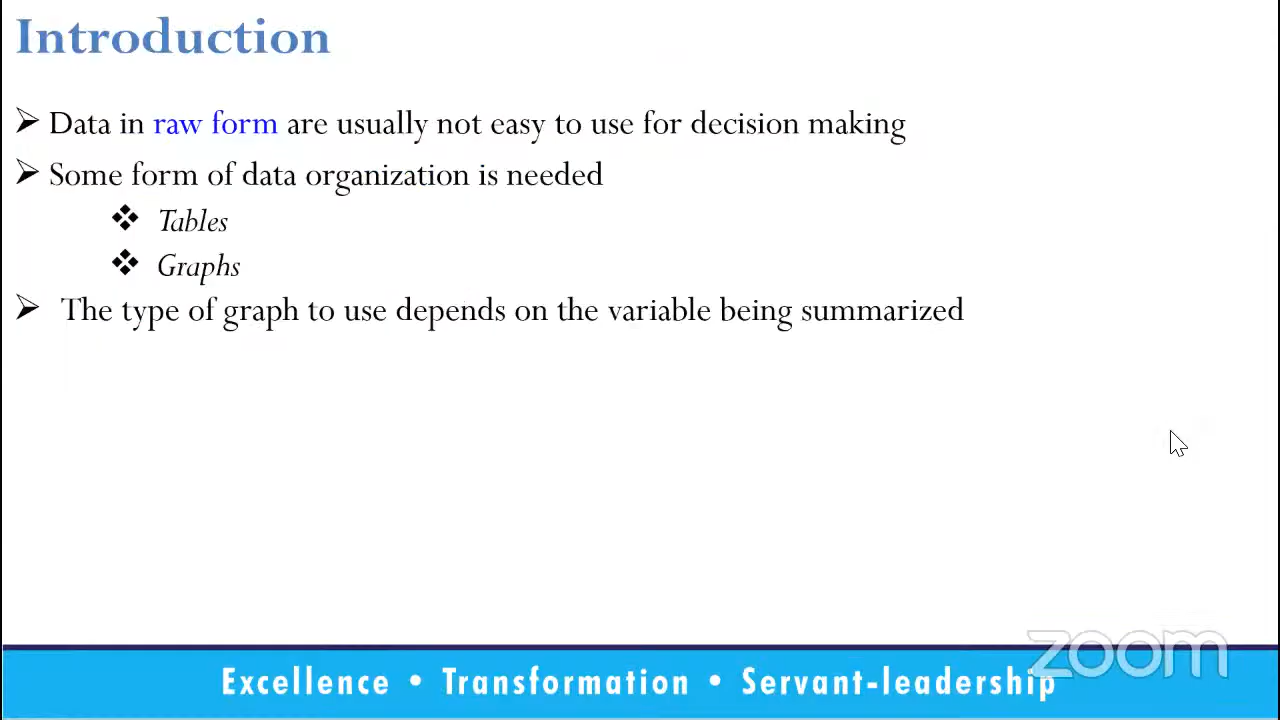 Introduction
Data in raw form are usually not easy to use for decision making
Some form of data organization is needed
Tables
Graphs
The type of graph to use depends on the variable being summarized
zoom
Excellence • Transformation • Servant-leadership